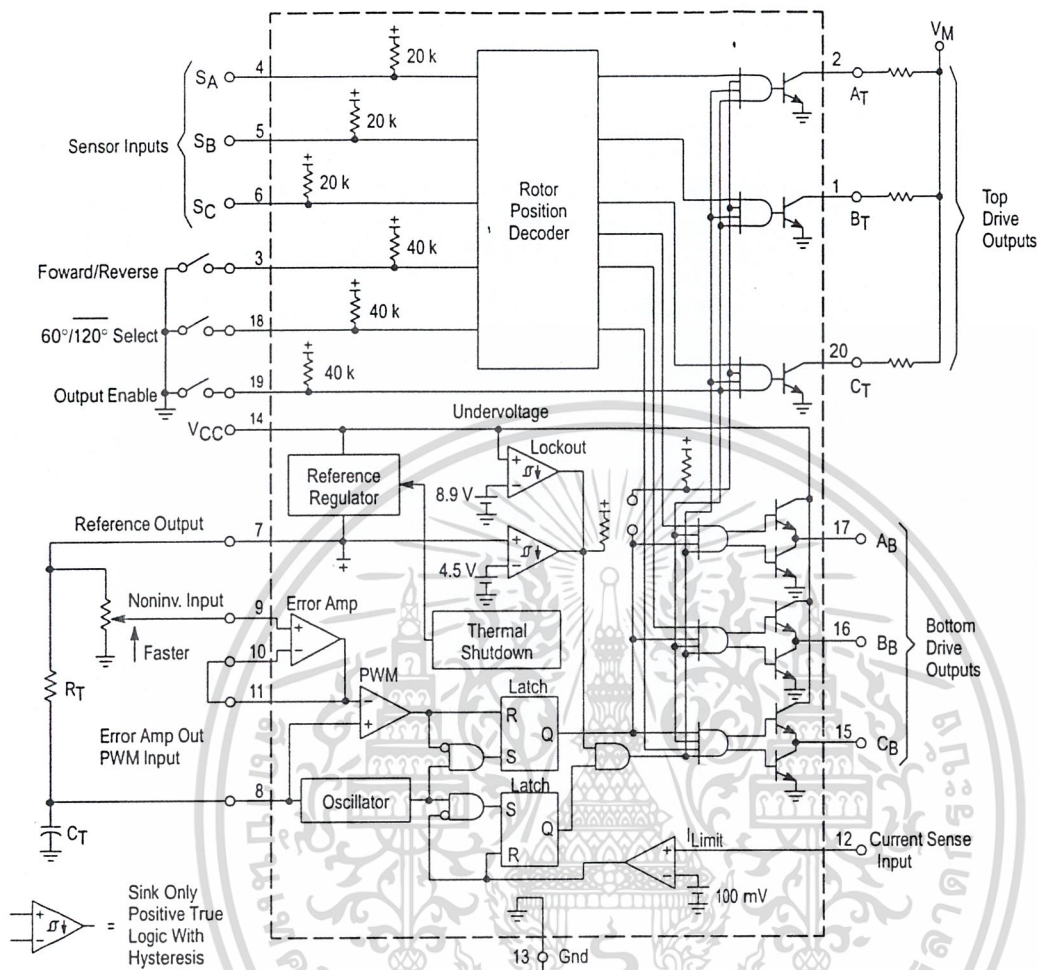 V_M
20 k
S_A
4
2
A_T
20 k
S_B
5
1
B_T
Sensor Inputs
20 k
S_C
6
Rotor
Position
Decoder
Top
Drive
Outputs
40 k
Foward/Reverse
3
40 k
60°/1̅2̅0̅°̅ Select
18
40 k
20
C_T
Output Enable
19
V_CC
14
Undervoltage
Lockout
Reference
Regulator
8.9 V
Reference Output
7
17
A_B
4.5 V
Noninv. Input
9
Error Amp
Thermal
Shutdown
Faster
10
16
B_B
Bottom
Drive
Outputs
11
PWM
Latch
R_T
R
Q
S
15
C_B
Error Amp Out
PWM Input
8
Oscillator
Latch
S
Q
R
C_T
I_Limit
12
Current Sense
Input
100 mV
Sink Only
Positive True
Logic With
Hysteresis
=
13
Gnd